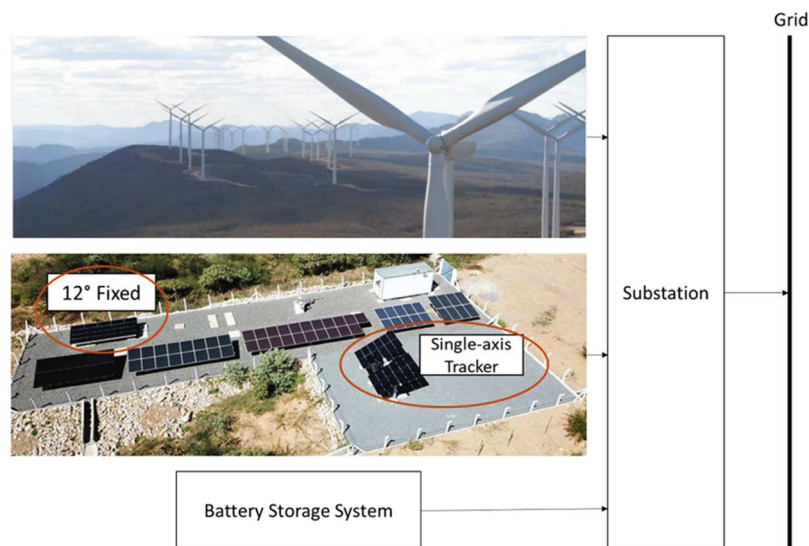 Grid
12° Fixed
Substation
Single-axis
Tracker
Battery Storage System